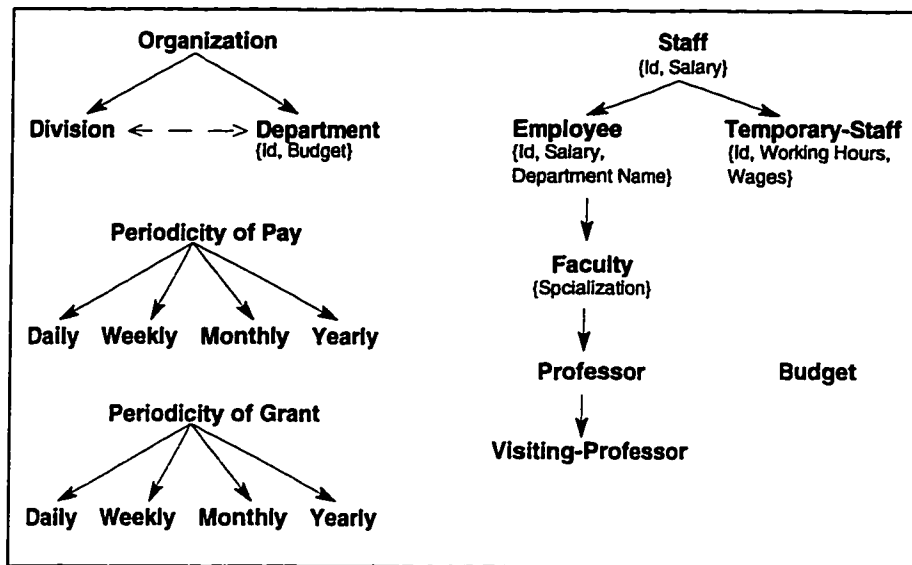 Organization
Division
Department
{Id, Budget}
Periodicity of Pay
Daily Weekly Monthly Yearly
Periodicity of Grant
Daily Weekly Monthly Yearly
Staff
{Id, Salary}
Employee
{Id, Salary,
Department Name}
Temporary-Staff
{Id, Working Hours,
Wages}
Faculty
{Spcialization}
Professor
Budget
Visiting-Professor